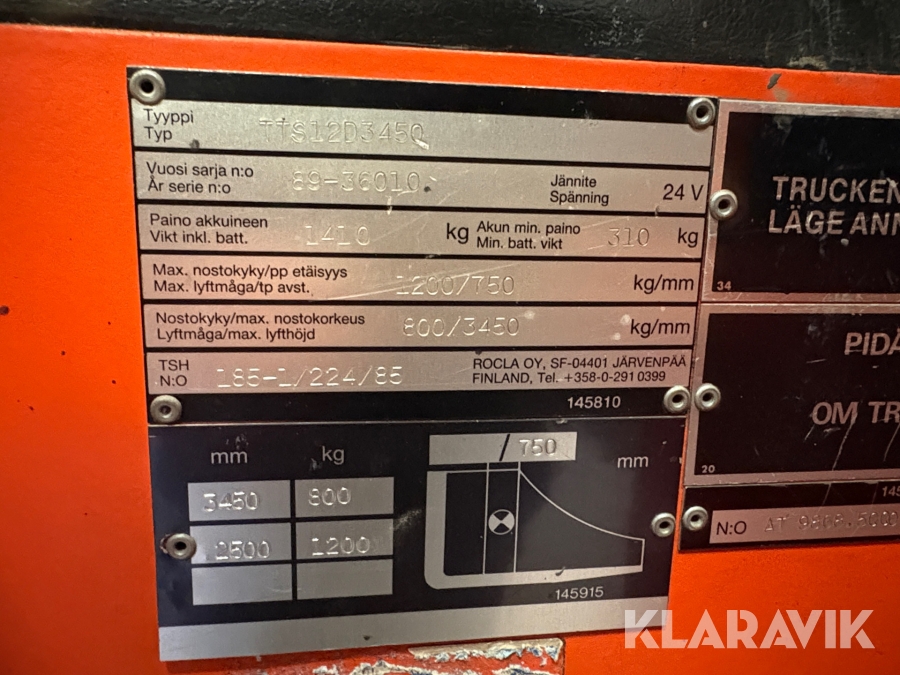 Tyyppi
Typ TTS12D3450
Vuosi sarja n:o
År serie n:o 89-36010 Jännite
Spänning 24 V
Paino akkuineen
Vikt inkl. batt. 1410 kg Akun min. paino
Min. batt. vikt 310 kg
Max. nostokyky/pp etäisyys
Max. lyftmåga/tp avst. 1200/750 kg/mm
Nostokyky/max. nostokorkeus
Lyftmåga/max. lyfthöjd 800/3450 kg/mm
TSH
N:O 185-1/224/85 ROCLA OY, SF-04401 JÄRVENPÄÄ
FINLAND, Tel. +358-0-291 0399
145810
mm kg / 750 mm
3450 800
2500 1200
145915
TRUCKEN
LÄGE ANN
34
PIDÄ
OM TR
20
145
N:O AT
KLARAVIK